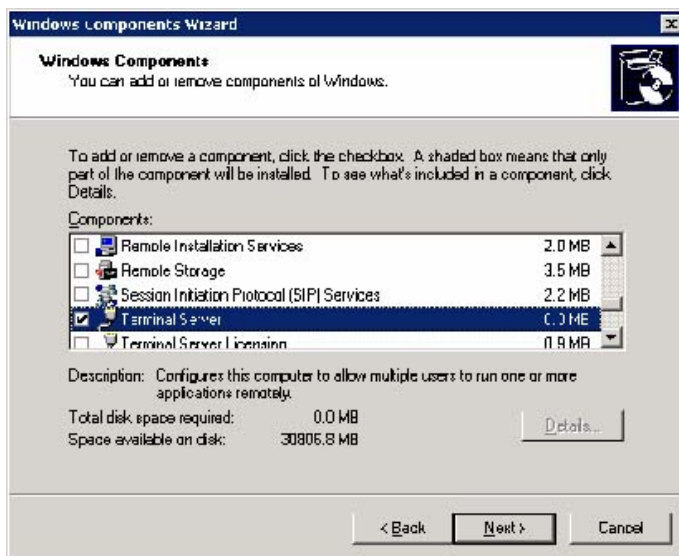 Windows Components Wizard
Windows Components
You can add or remove components of Windows.
To add or remove a component, click the checkbox. A shaded box means that only
part of the component will be installed. To see what's included in a component, click
Details.
Components:
Remote Installation Services 2.0 MB
Remote Storage 3.5 MB
Session Initiation Protocol (SIP) Services 2.2 MB
Terminal Server 0.0 MB
Terminal Server Licensing 0.9 MB
Description: Configures this computer to allow multiple users to run one or more
applications remotely.
Total disk space required: 0.0 MB
Space available on disk: 30806.8 MB
Details...
< Back Next > Cancel